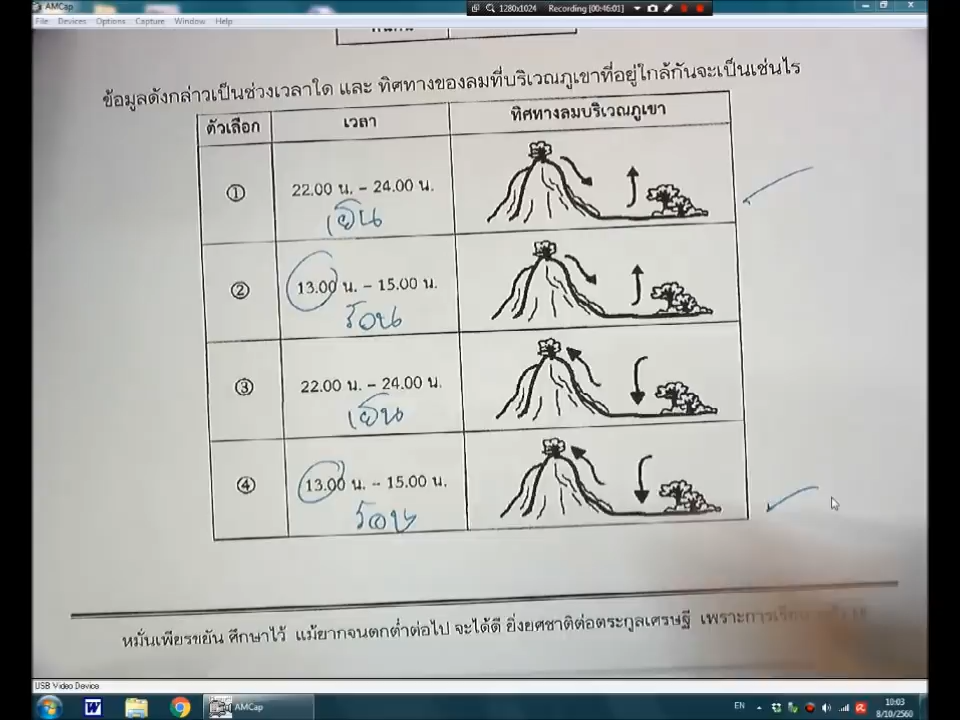 AMCap
1280x1024 Recording [00:46:01]
File Devices Options Capture Window Help
ข้อมูลดังกล่าวเป็นช่วงเวลาใด และ ทิศทางของลมที่บริเวณภูเขาที่อยู่ใกล้กันจะเป็นเช่นไร
ตัวเลือก เวลา ทิศทางลมบริเวณภูเขา
① 22.00 น. – 24.00 น.
เย็น
② 13.00 น. – 15.00 น.
ร้อน
③ 22.00 น. – 24.00 น.
เย็น
④ 13.00 น. – 15.00 น.
ร้อน
หมั่นเพียรขยัน ศึกษาไว้ แม้ยากจนตกต่ำต่อไป จะได้ดี ยิ่งยศชาติต่อตระกูลเศรษฐี เพราะการ
USB Video Device
AMCap EN 10:03
8/10/2560